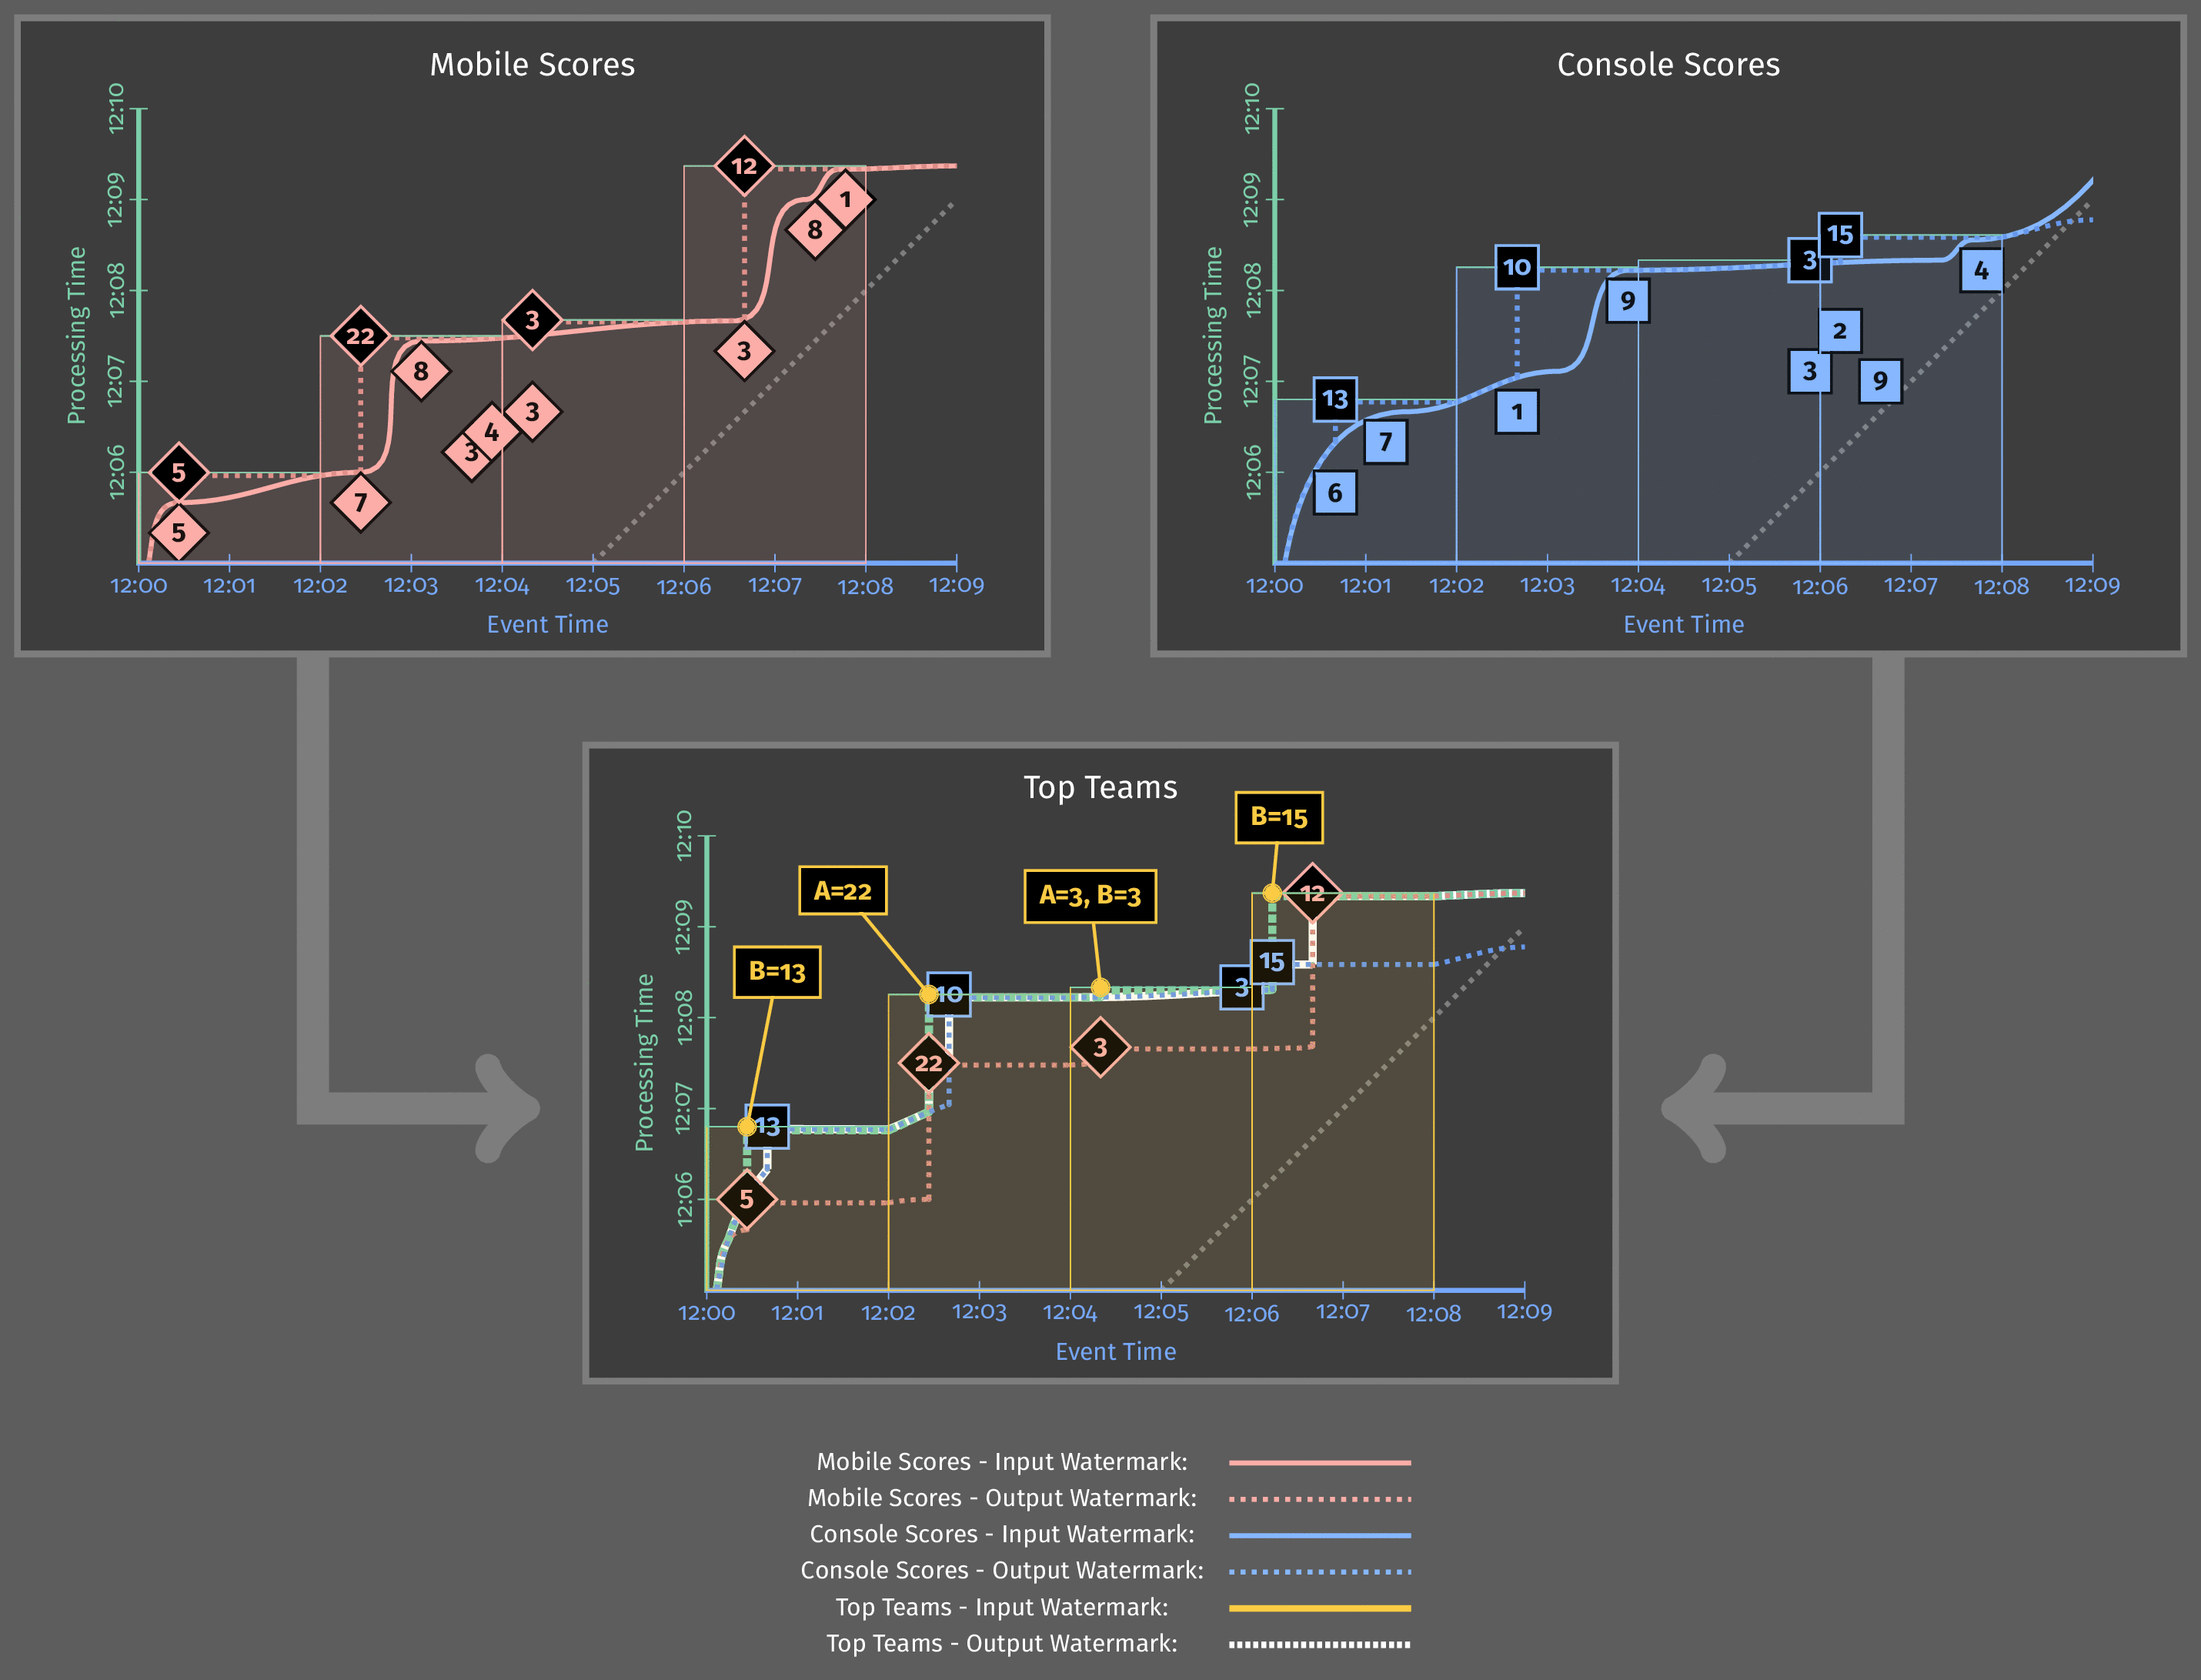 Mobile Scores
12:10
12:09
12:08
12:07
12:06
Processing Time
12
1
8
22
3
8
3
3
4
3
5
7
5
12:00 12:01 12:02 12:03 12:04 12:05 12:06 12:07 12:08 12:09
Event Time
Console Scores
12:10
12:09
12:08
12:07
12:06
Processing Time
15
10
3
4
9
2
3
9
13
1
7
6
12:00 12:01 12:02 12:03 12:04 12:05 12:06 12:07 12:08 12:09
Event Time
Top Teams
12:10
12:09
12:08
12:07
12:06
Processing Time
B=15
A=22
A=3, B=3
12
B=13
15
10
3
22
3
13
5
12:00 12:01 12:02 12:03 12:04 12:05 12:06 12:07 12:08 12:09
Event Time
Mobile Scores - Input Watermark:
Mobile Scores - Output Watermark:
Console Scores - Input Watermark:
Console Scores - Output Watermark:
Top Teams - Input Watermark:
Top Teams - Output Watermark: